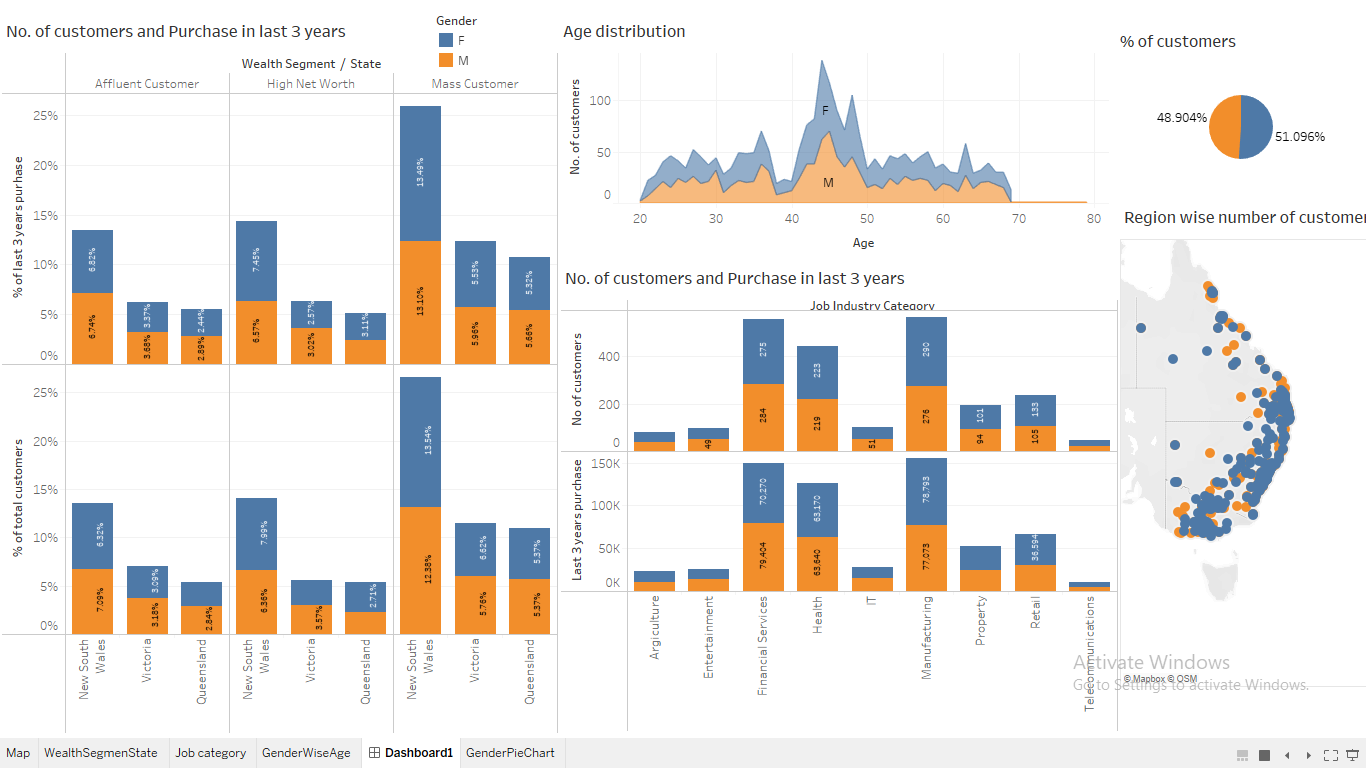 No. of customers and Purchase in last 3 years
Gender
F
M
Wealth Segment / State
Affluent Customer
High Net Worth
Mass Customer
% of last 3 years purhase
25%
20%
15%
10%
5%
0%
6.82%
6.74%
3.37%
3.68%
2.44%
2.89%
7.45%
6.57%
2.57%
3.02%
3.11%
13.49%
13.10%
5.53%
5.96%
5.32%
5.66%
% of total customers
25%
20%
15%
10%
5%
0%
6.32%
7.09%
3.09%
3.18%
2.84%
7.99%
6.36%
3.57%
2.71%
13.54%
12.38%
6.62%
5.76%
5.37%
5.37%
New South
Wales
Victoria
Queensland
New South
Wales
Victoria
Queensland
New South
Wales
Victoria
Queensland
Age distribution
No. of customers
100
50
0
F
M
20
30
40
50
60
70
80
Age
No. of customers and Purchase in last 3 years
Job Industry Category
No of customers
400
200
0
49
275
284
223
219
51
290
276
101
94
133
105
Last 3 years purchase
150K
100K
50K
0K
70,270
79,404
63,170
63,640
78,793
77,073
36,594
Argiculture
Entertainment
Financial Services
Health
IT
Manufacturing
Property
Retail
Telecommunications
% of customers
48.904%
51.096%
Region wise number of customer
© Mapbox © OSM
Activate Windows
Go to Settings to activate Windows.
Map
WealthSegmenState
Job category
GenderWiseAge
Dashboard1
GenderPieChart